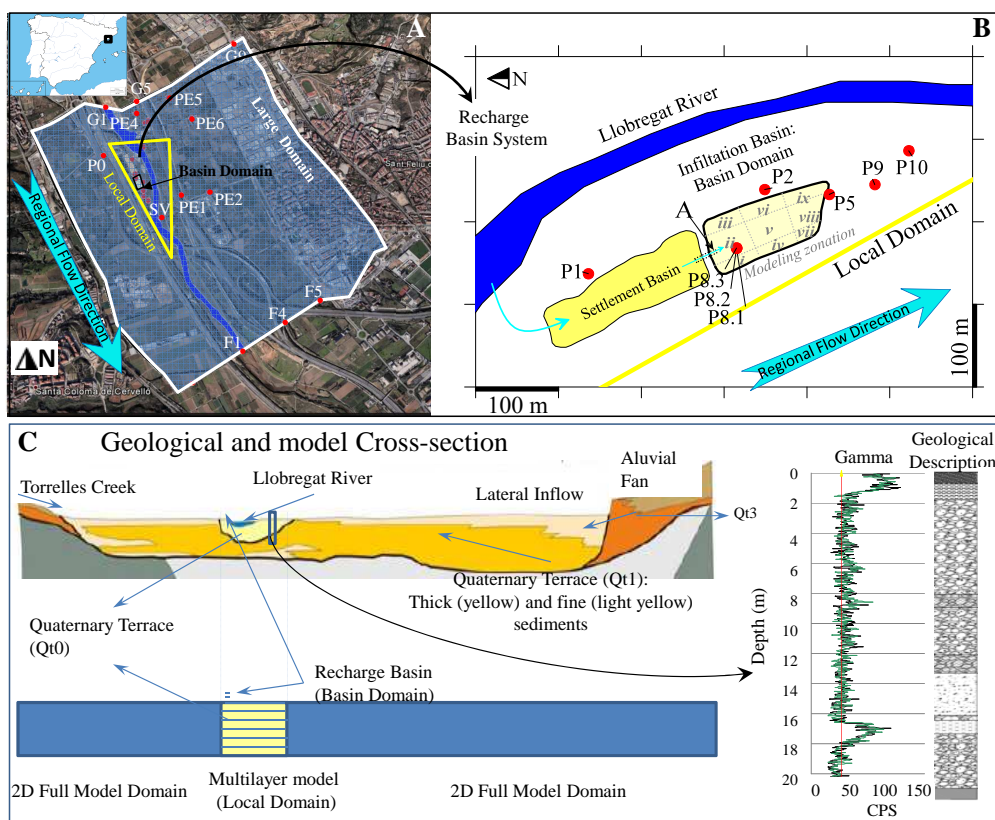 A
G9
G5
PE5
G1
PE4
PE6
Large Domain
P0
Sant Feliu d
Basin Domain
Local Domain
SV
PE1
PE2
Regional Flow Direction
F5
F4
F1
N
Santa Coloma de Cervelló
Recharge
Basin System
B
N
Llobregat River
Infiltation Basin:
Basin Domain
P10
P9
P2
P5
A
iii
vi
ix
ii
v
viii
i
iv
vii
Modeling zonation
Local Domain
P1
Settlement Basin
P8.3
P8.2
P8.1
Regional Flow Direction
100 m
100 m
C
Geological and model Cross-section
Torrelles Creek
Llobregat River
Lateral Inflow
Aluvial
Fan
Qt3
Quaternary Terrace (Qt1):
Thick (yellow) and fine (light yellow)
sediments
Quaternary Terrace
(Qt0)
Recharge Basin
(Basin Domain)
2D Full Model Domain
Multilayer model
(Local Domain)
2D Full Model Domain
Gamma
Geological
Description
0
2
4
6
8
10
12
14
16
18
20
Depth (m)
0
50
100
150
CPS